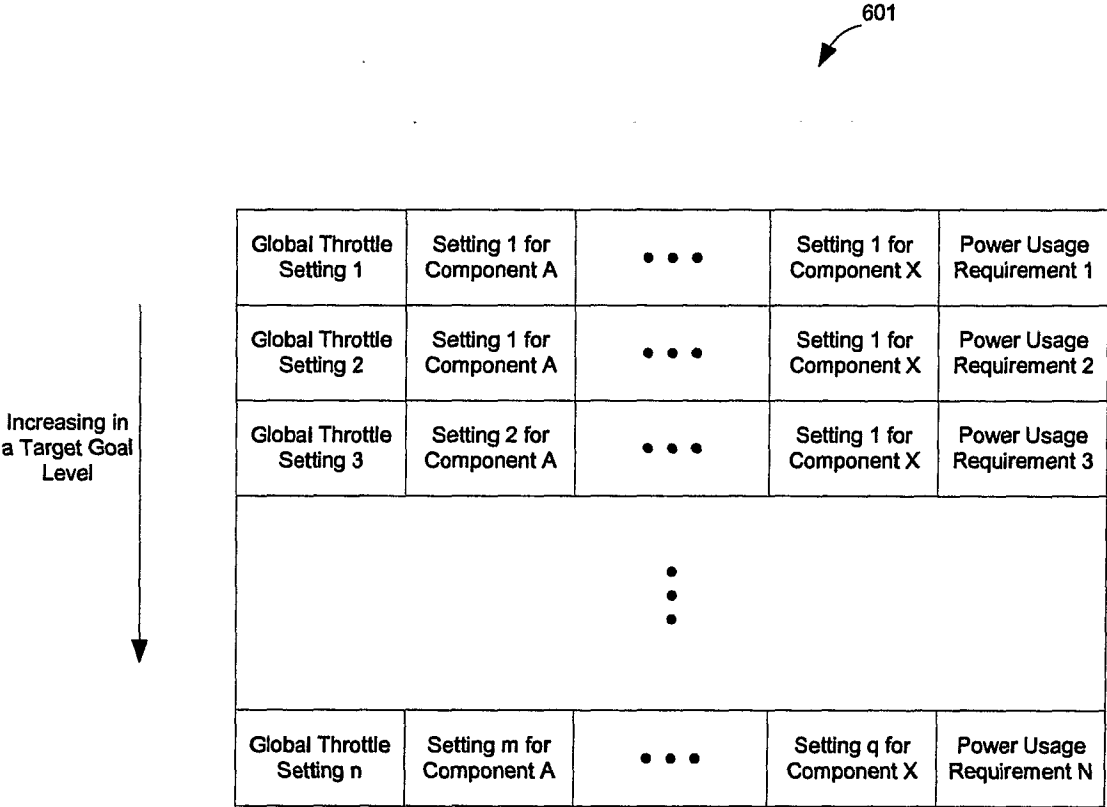 601
Global Throttle
Setting 1
Setting 1 for
Component A
• • •
Setting 1 for
Component X
Power Usage
Requirement 1
Global Throttle
Setting 2
Setting 1 for
Component A
• • •
Setting 1 for
Component X
Power Usage
Requirement 2
Increasing in
a Target Goal
Level
Global Throttle
Setting 3
Setting 2 for
Component A
• • •
Setting 1 for
Component X
Power Usage
Requirement 3
Global Throttle
Setting n
Setting m for
Component A
• • •
Setting q for
Component X
Power Usage
Requirement N